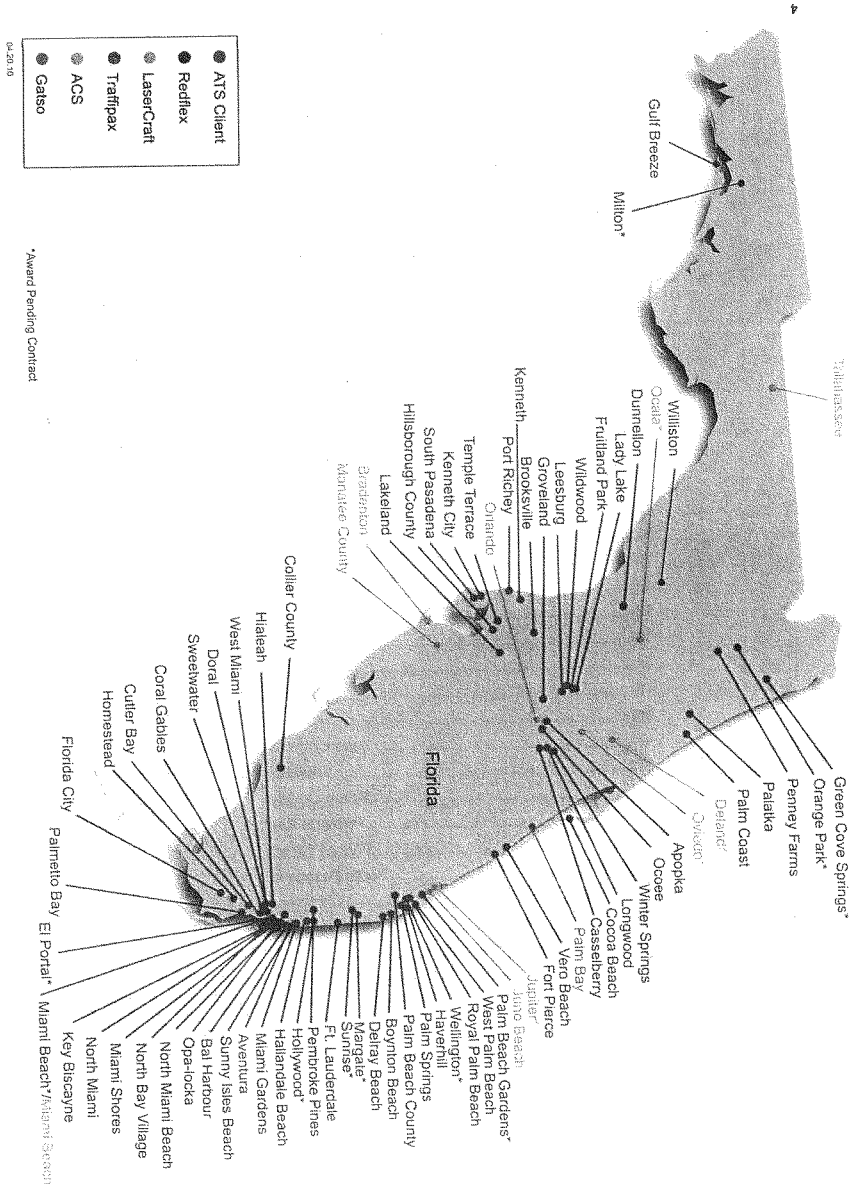 4
Gulf Breeze
Milton*
Tallahassee
Williston
Ocala*
Dunnellon
Lady Lake
Fruitland Park
Wildwood
Leesburg
Groveland
Brooksville
Kenneth
Port Richey
Orlando
Temple Terrace
Kenneth City
South Pasadena
Hillsborough County
Lakeland
Bradenton
Manatee County
Collier County
Hialeah
West Miami
Doral
Sweetwater
Coral Gables
Cutler Bay
Homestead
Florida City
Palmetto Bay
El Portal*
Miami Beach*/Miami Beach
Key Biscayne
North Miami
Miami Shores
North Bay Village
North Miami Beach
Opa-locka
Bal Harbour
Sunny Isles Beach
Aventura
Miami Gardens
Hallandale Beach
Hollywood*
Pembroke Pines
Ft. Lauderdale
Sunrise*
Margate*
Delray Beach
Boynton Beach
Palm Beach County
Palm Springs
Haverhill
Wellington*
Royal Palm Beach
West Palm Beach
Palm Beach Gardens*
Juno Beach
Jupiter*
Fort Pierce
Vero Beach
Palm Bay
Casselberry
Cocoa Beach
Longwood
Winter Springs
Ocoee
Apopka
Oviedo*
Deland*
Palm Coast
Palatka
Penney Farms
Orange Park*
Green Cove Springs*
Florida
ATS Client
Redflex
LaserCraft
Traffipax
ACS
Gatso
*Award Pending Contract
04.20.10